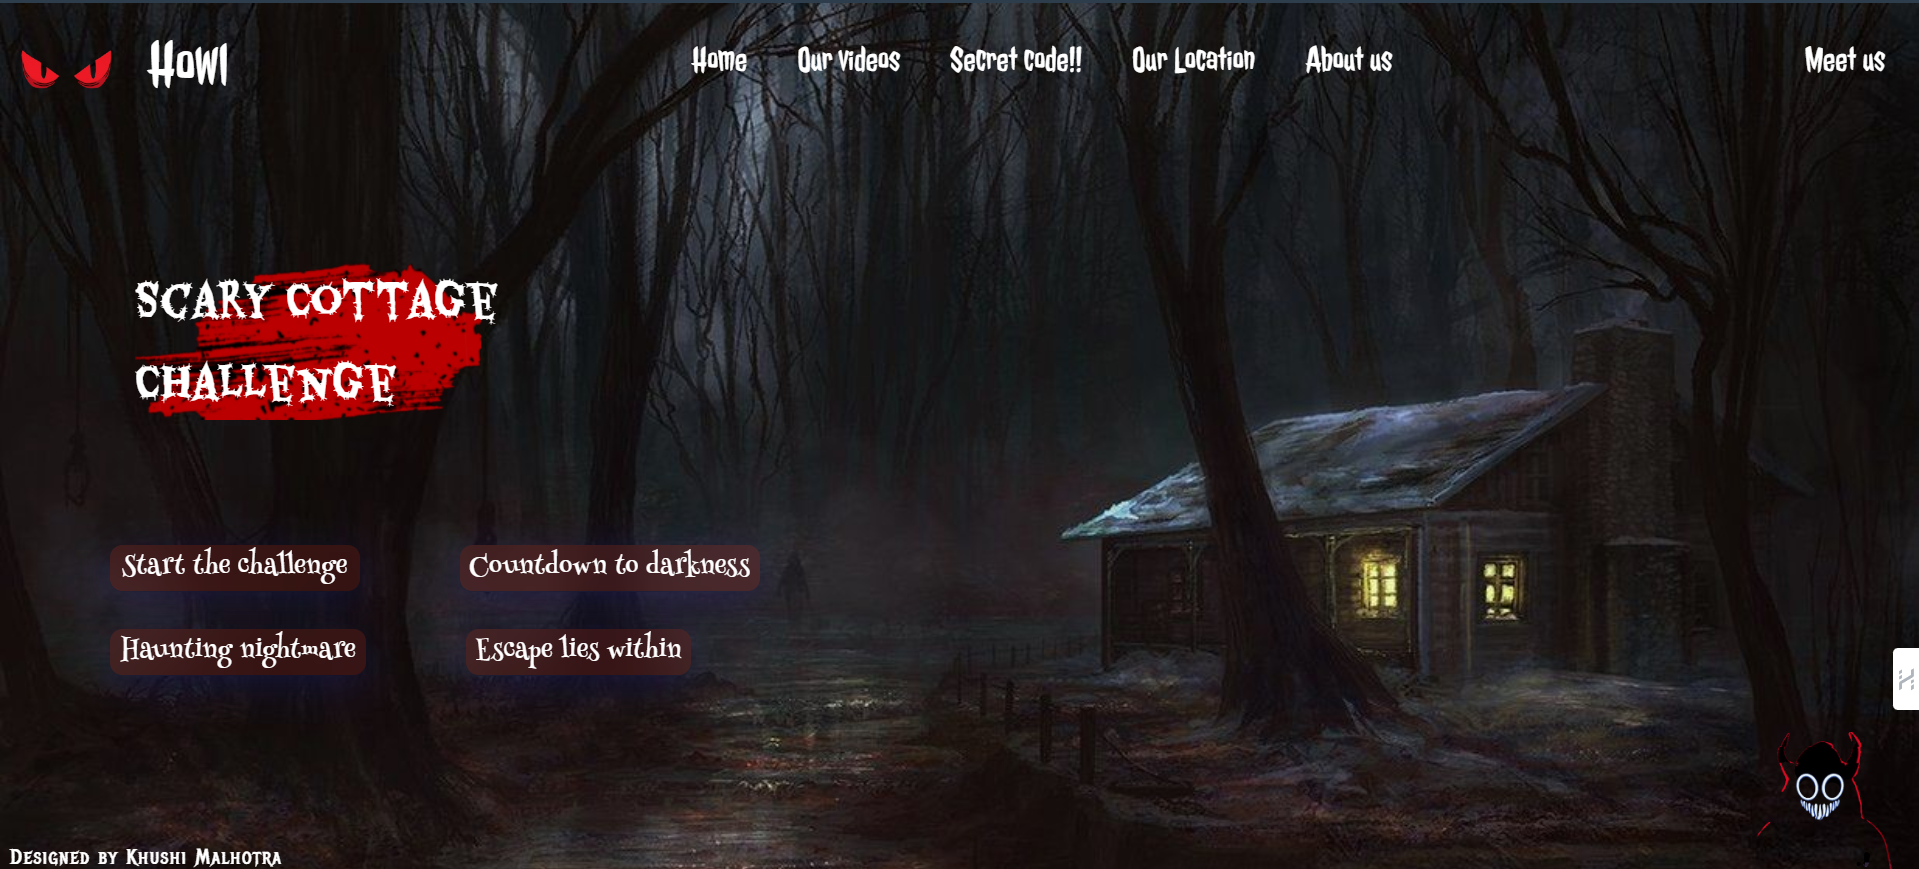 Howl
Home
Our videos
Secret code!!
Our Location
About us
Meet us
SCARY COTTAGE
CHALLENGE
Start the challenge
Countdown to darkness
Haunting nightmare
Escape lies within
Designed by Khushi Malhotra